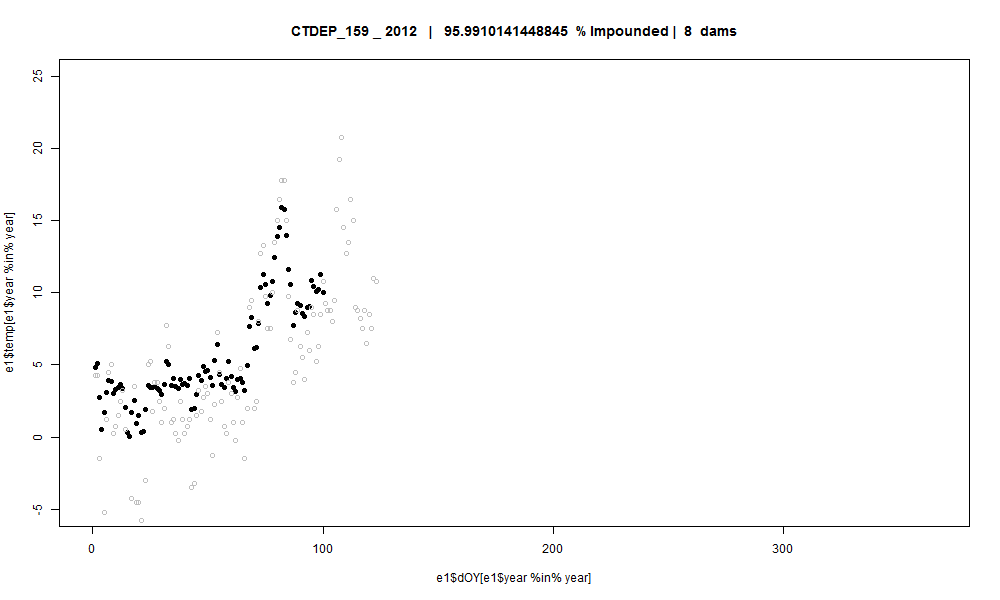 CTDEP_159 _ 2012 | 95.9910141448845 % Impounded | 8 dams
25
20
15
10
5
0
-5
e1$temp[e1$year %in% year]
0 100 200 300
e1$dOY[e1$year %in% year]